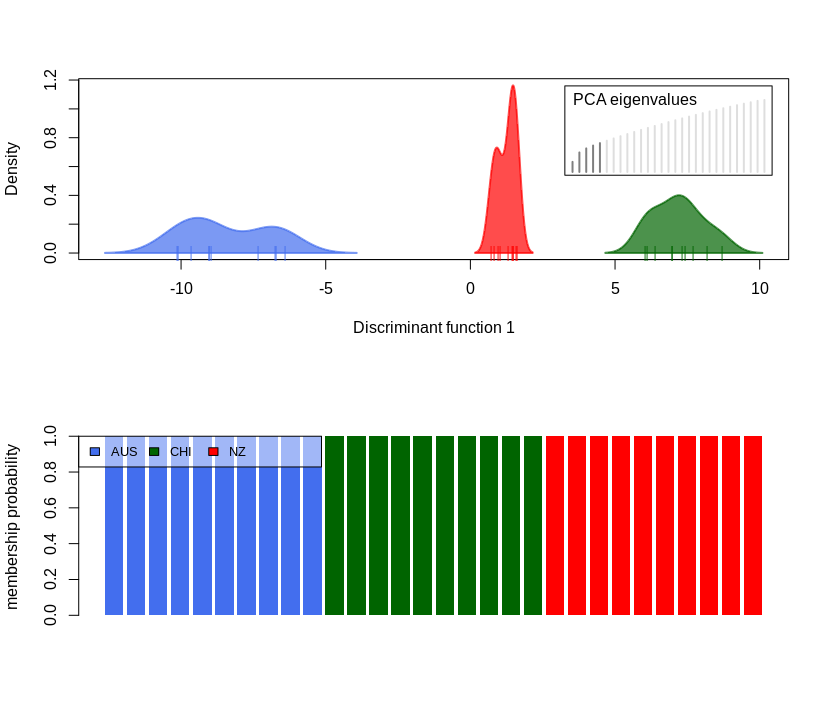 PCA eigenvalues
Density
0.0 0.4 0.8 1.2
-10 -5 0 5 10
Discriminant function 1
membership probability
0.0 0.2 0.4 0.6 0.8 1.0
AUS CHI NZ